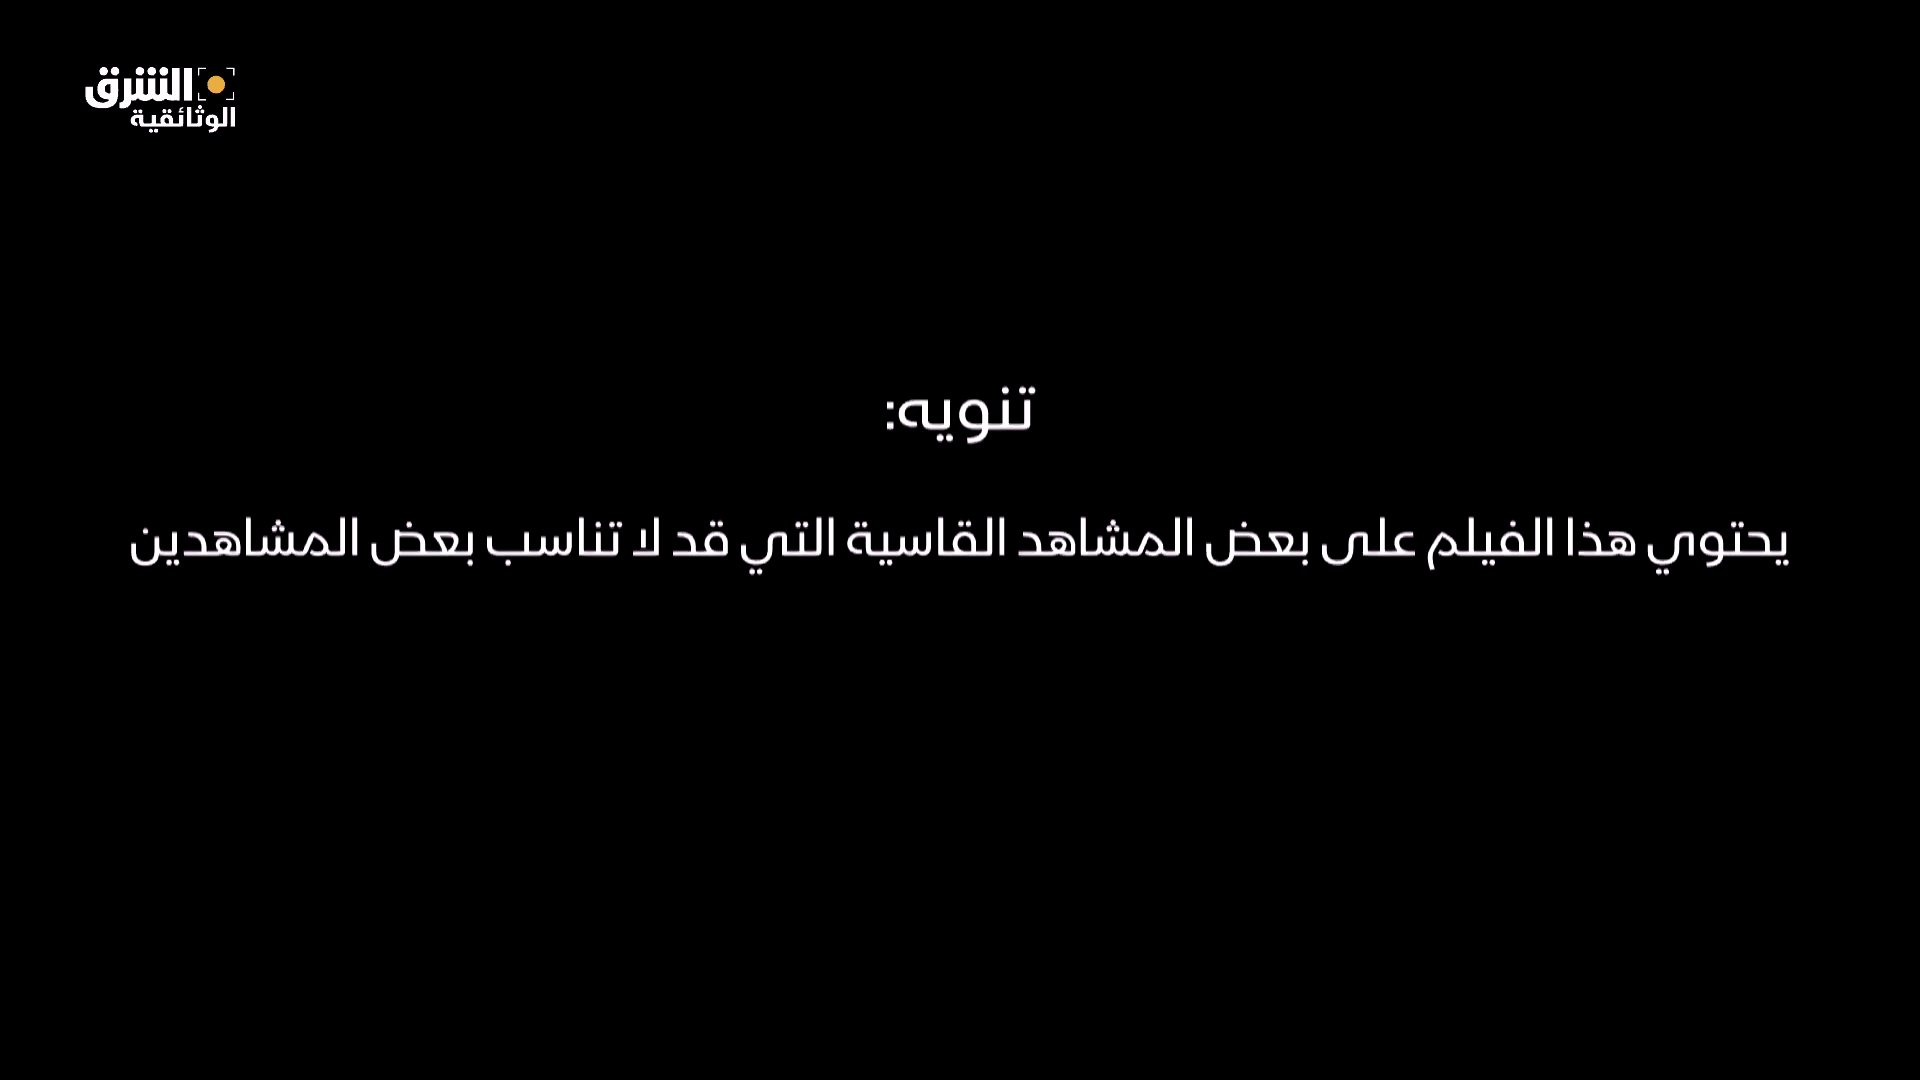 الشرق
الوثائقية
تنويه:
يحتوي هذا الفيلم على بعض المشاهد القاسية التي قد لا تناسب بعض المشاهدين